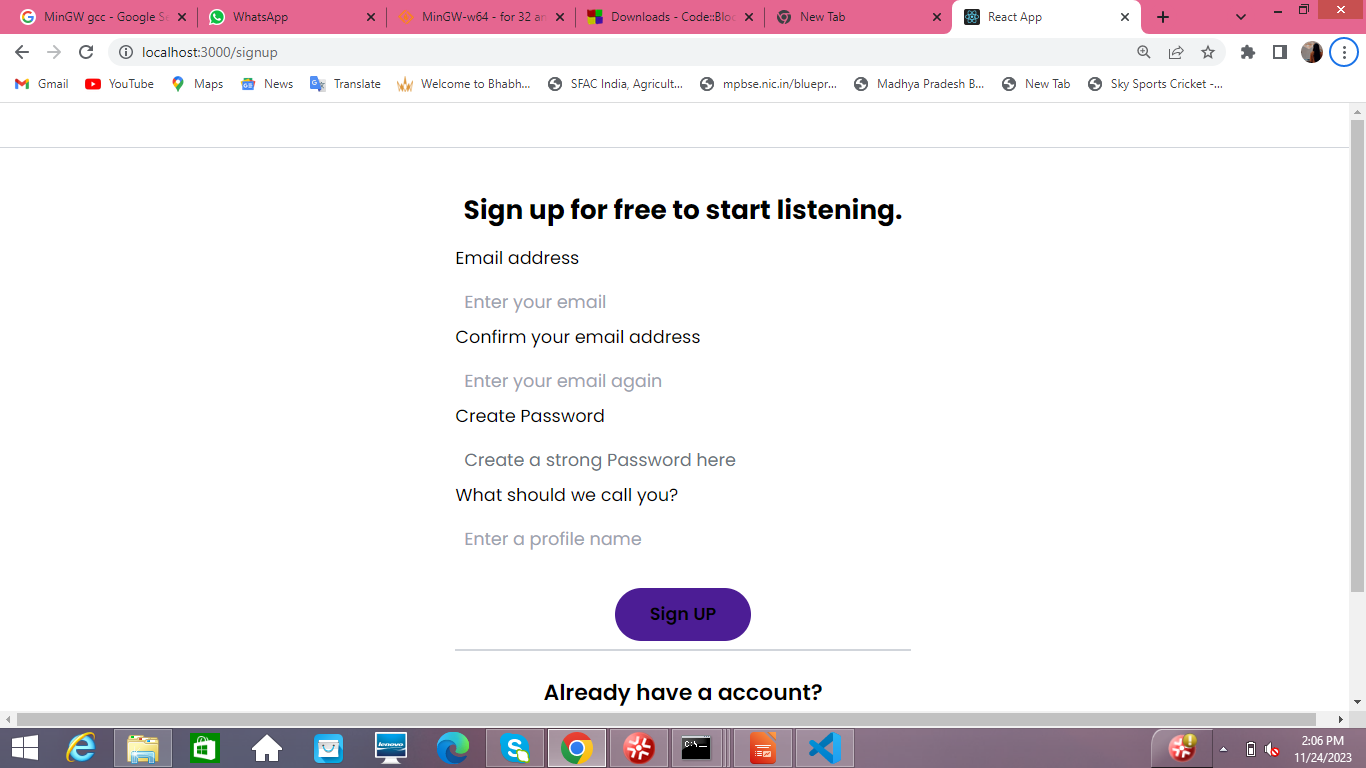 MinGW gcc - Google Se
WhatsApp
MinGW-w64 - for 32 an
Downloads - Code::Bloc
New Tab
React App
localhost:3000/signup
Gmail
YouTube
Maps
News
Translate
Welcome to Bhabh...
SFAC India, Agricult...
mpbse.nic.in/bluepr...
Madhya Pradesh B...
New Tab
Sky Sports Cricket -...
Sign up for free to start listening.
Email address
Enter your email
Confirm your email address
Enter your email again
Create Password
Create a strong Password here
What should we call you?
Enter a profile name
Sign UP
Already have a account?
lenovo
C:\
2:06 PM
11/24/2023